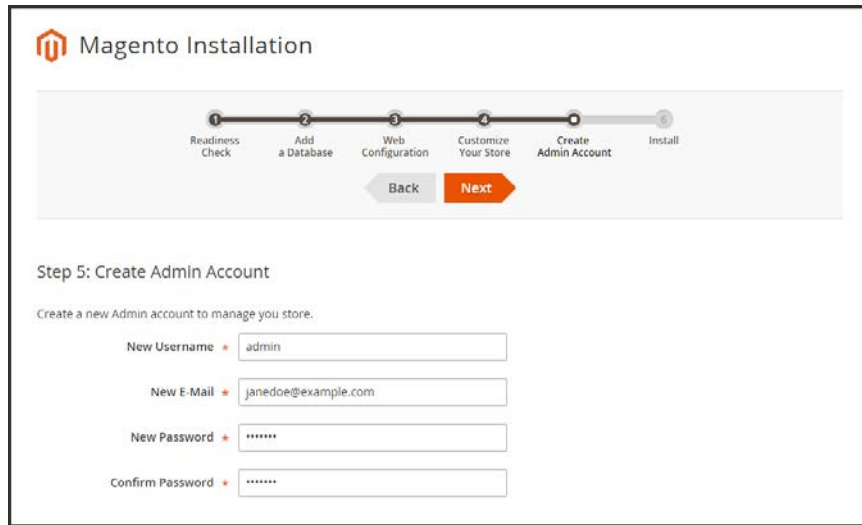 Magento Installation
1 2 3 4 6
Readiness Check
Add a Database
Web Configuration
Customize Your Store
Create Admin Account
Install
Back Next
Step 5: Create Admin Account
Create a new Admin account to manage you store.
New Username * admin
New E-Mail * janedoe@example.com
New Password * •••••••
Confirm Password * •••••••